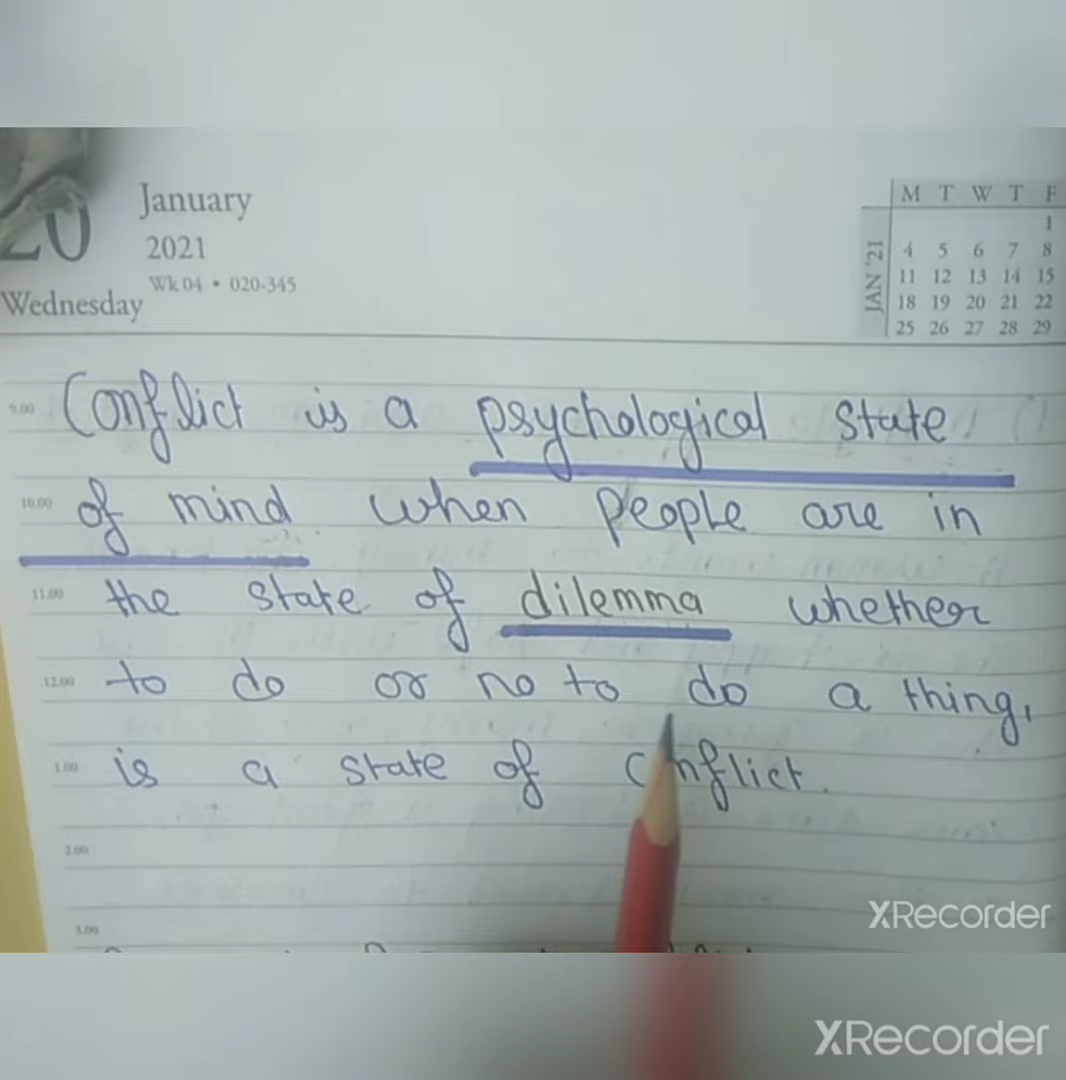 20
January
2021
Wk 04 • 020-345
Wednesday
M T W T F
JAN '21
1
4 5 6 7 8
11 12 13 14 15
18 19 20 21 22
25 26 27 28 29
9.00 Conflict is a psychological state
10.00 of mind when people are in
11.00 the state of dilemma whether
12.00 to do or no to do a thing,
1.00 is a state of conflict.
2.00
3.00
XRecorder
XRecorder